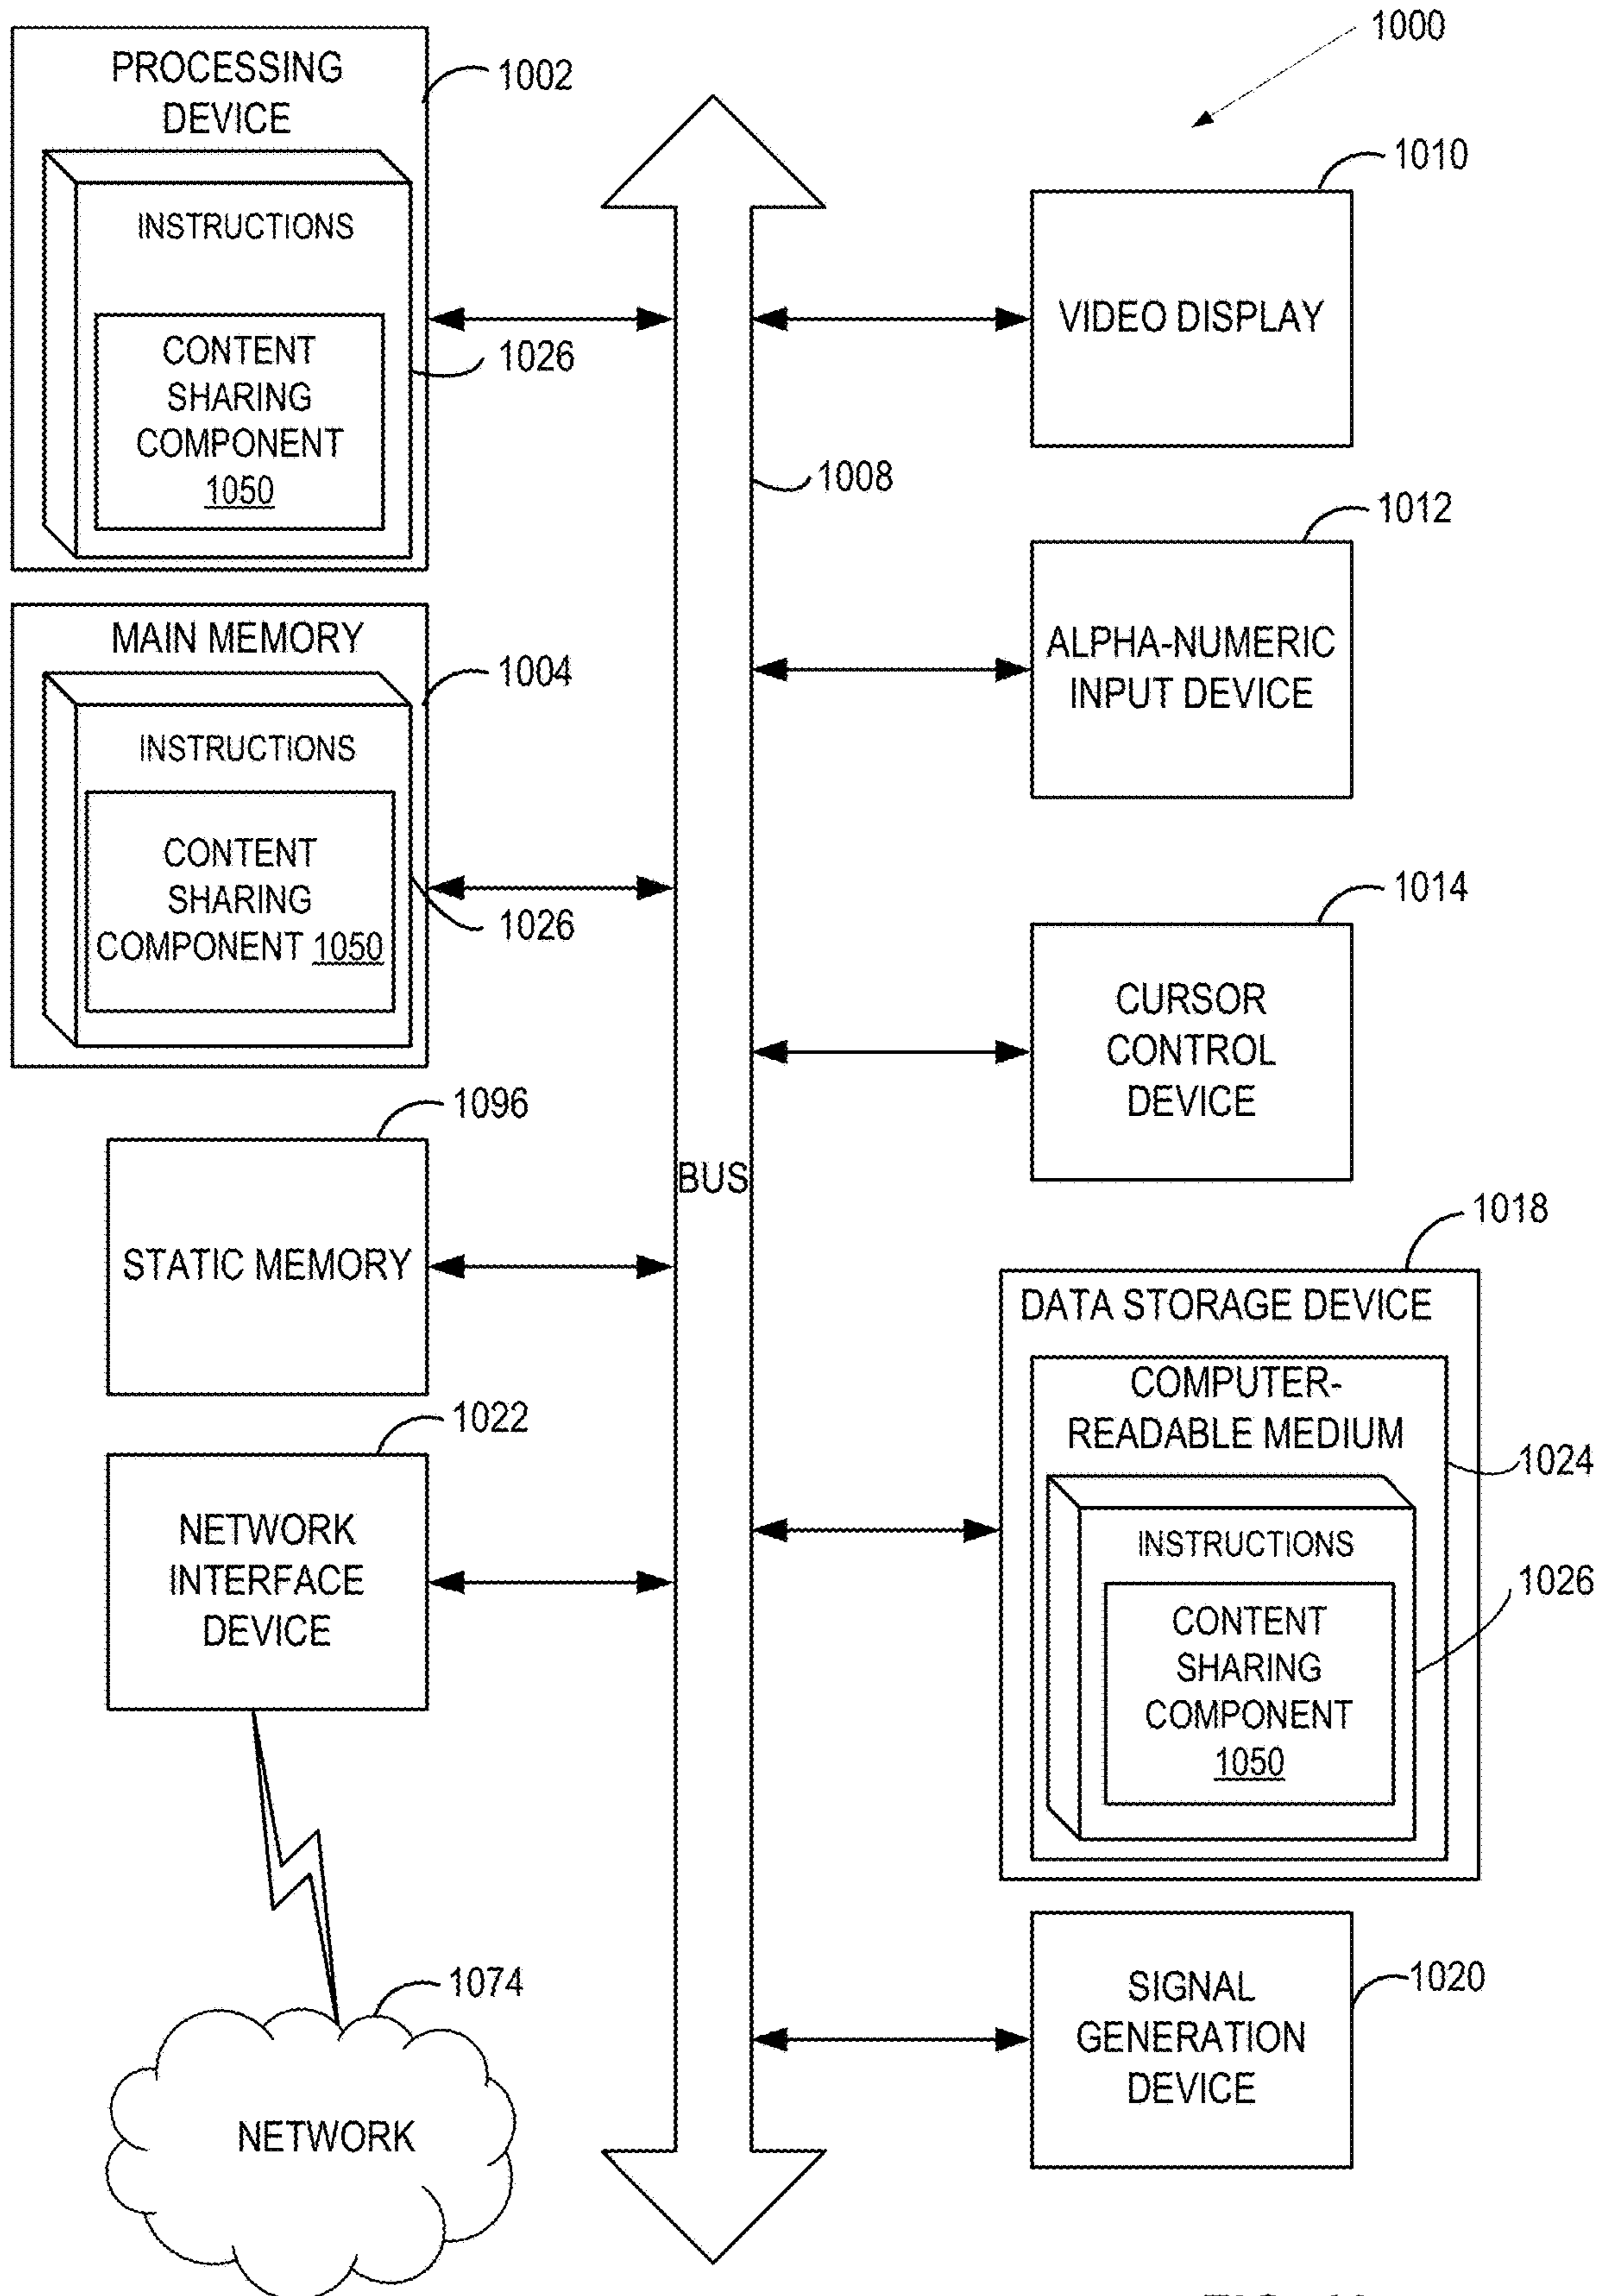 1000
PROCESSING
DEVICE
1002
INSTRUCTIONS
CONTENT
SHARING
COMPONENT
1050
1026
MAIN MEMORY
1004
INSTRUCTIONS
CONTENT
SHARING
COMPONENT 1050
1026
1096
STATIC MEMORY
1022
NETWORK
INTERFACE
DEVICE
1074
NETWORK
BUS
1008
1010
VIDEO DISPLAY
1012
ALPHA-NUMERIC
INPUT DEVICE
1014
CURSOR
CONTROL
DEVICE
1018
DATA STORAGE DEVICE
COMPUTER-
READABLE MEDIUM
1024
INSTRUCTIONS
1026
CONTENT
SHARING
COMPONENT
1050
SIGNAL
GENERATION
DEVICE
1020